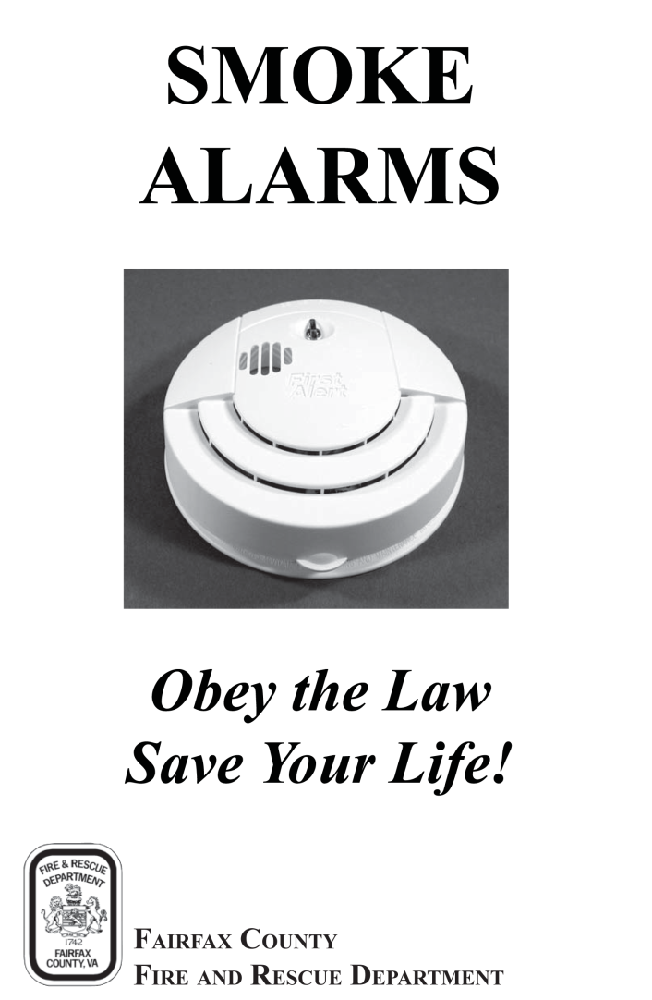 SMOKE
ALARMS
First
Alert
Obey the Law
Save Your Life!
FIRE & RESCUE
DEPARTMENT
1742
FAIRFAX
COUNTY, VA
FAIRFAX COUNTY
FIRE AND RESCUE DEPARTMENT